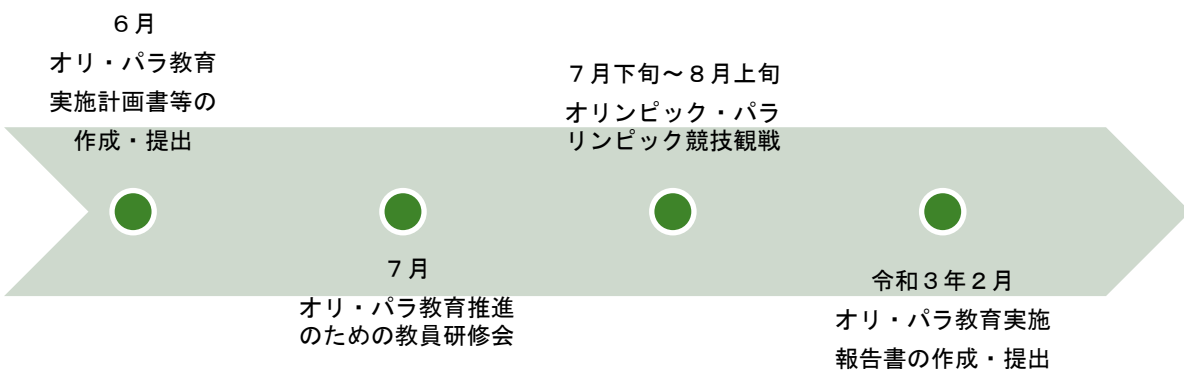 ６月
オリ・パラ教育
実施計画書等の
作成・提出
７月
オリ・パラ教育推進
のための教員研修会
７月下旬～８月上旬
オリンピック・パラ
リンピック競技観戦
令和３年２月
オリ・パラ教育実施
報告書の作成・提出